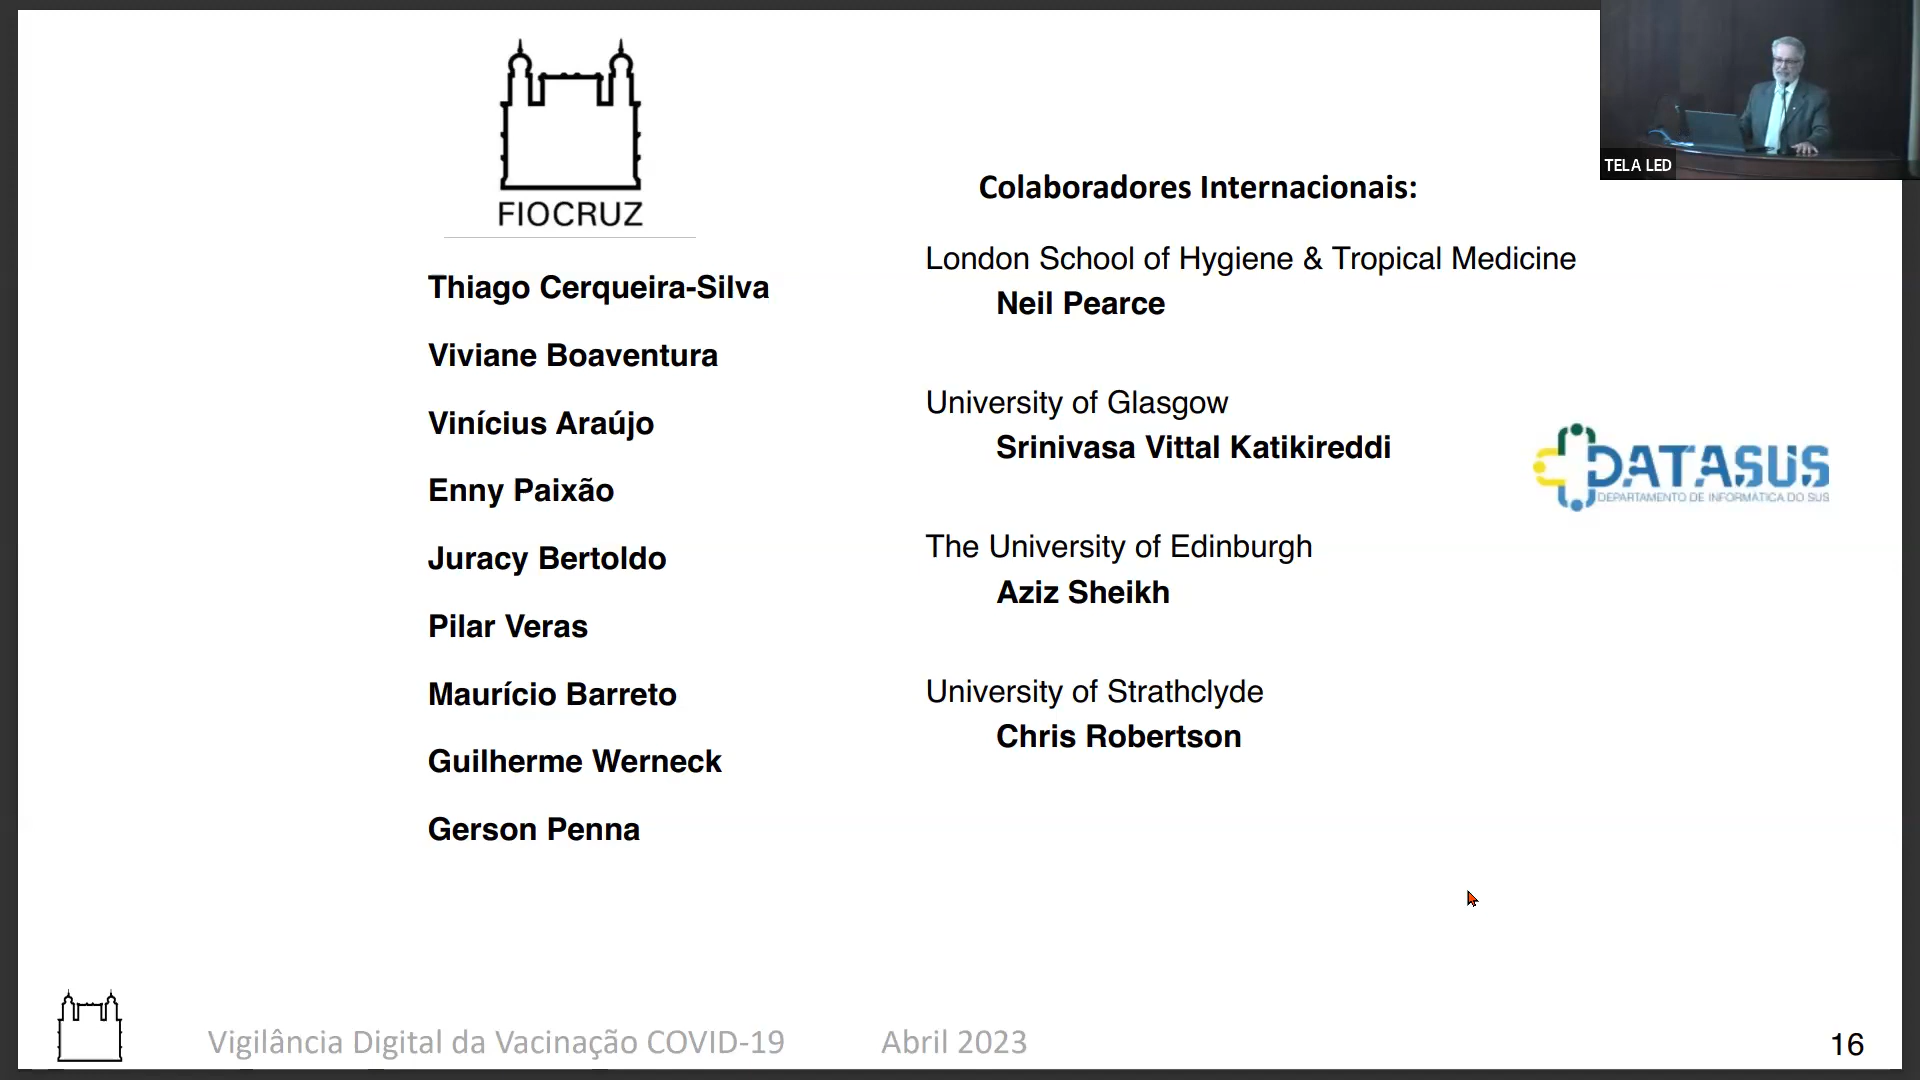 FIOCRUZ
Thiago Cerqueira-Silva
Viviane Boaventura
Vinícius Araújo
Enny Paixão
Juracy Bertoldo
Pilar Veras
Maurício Barreto
Guilherme Werneck
Gerson Penna
Colaboradores Internacionais:
London School of Hygiene & Tropical Medicine
Neil Pearce
University of Glasgow
Srinivasa Vittal Katikireddi
The University of Edinburgh
Aziz Sheikh
University of Strathclyde
Chris Robertson
DATASUS
DEPARTAMENTO DE INFORMÁTICA DO SUS
TELA LED
Vigilância Digital da Vacinação COVID-19 Abril 2023
16